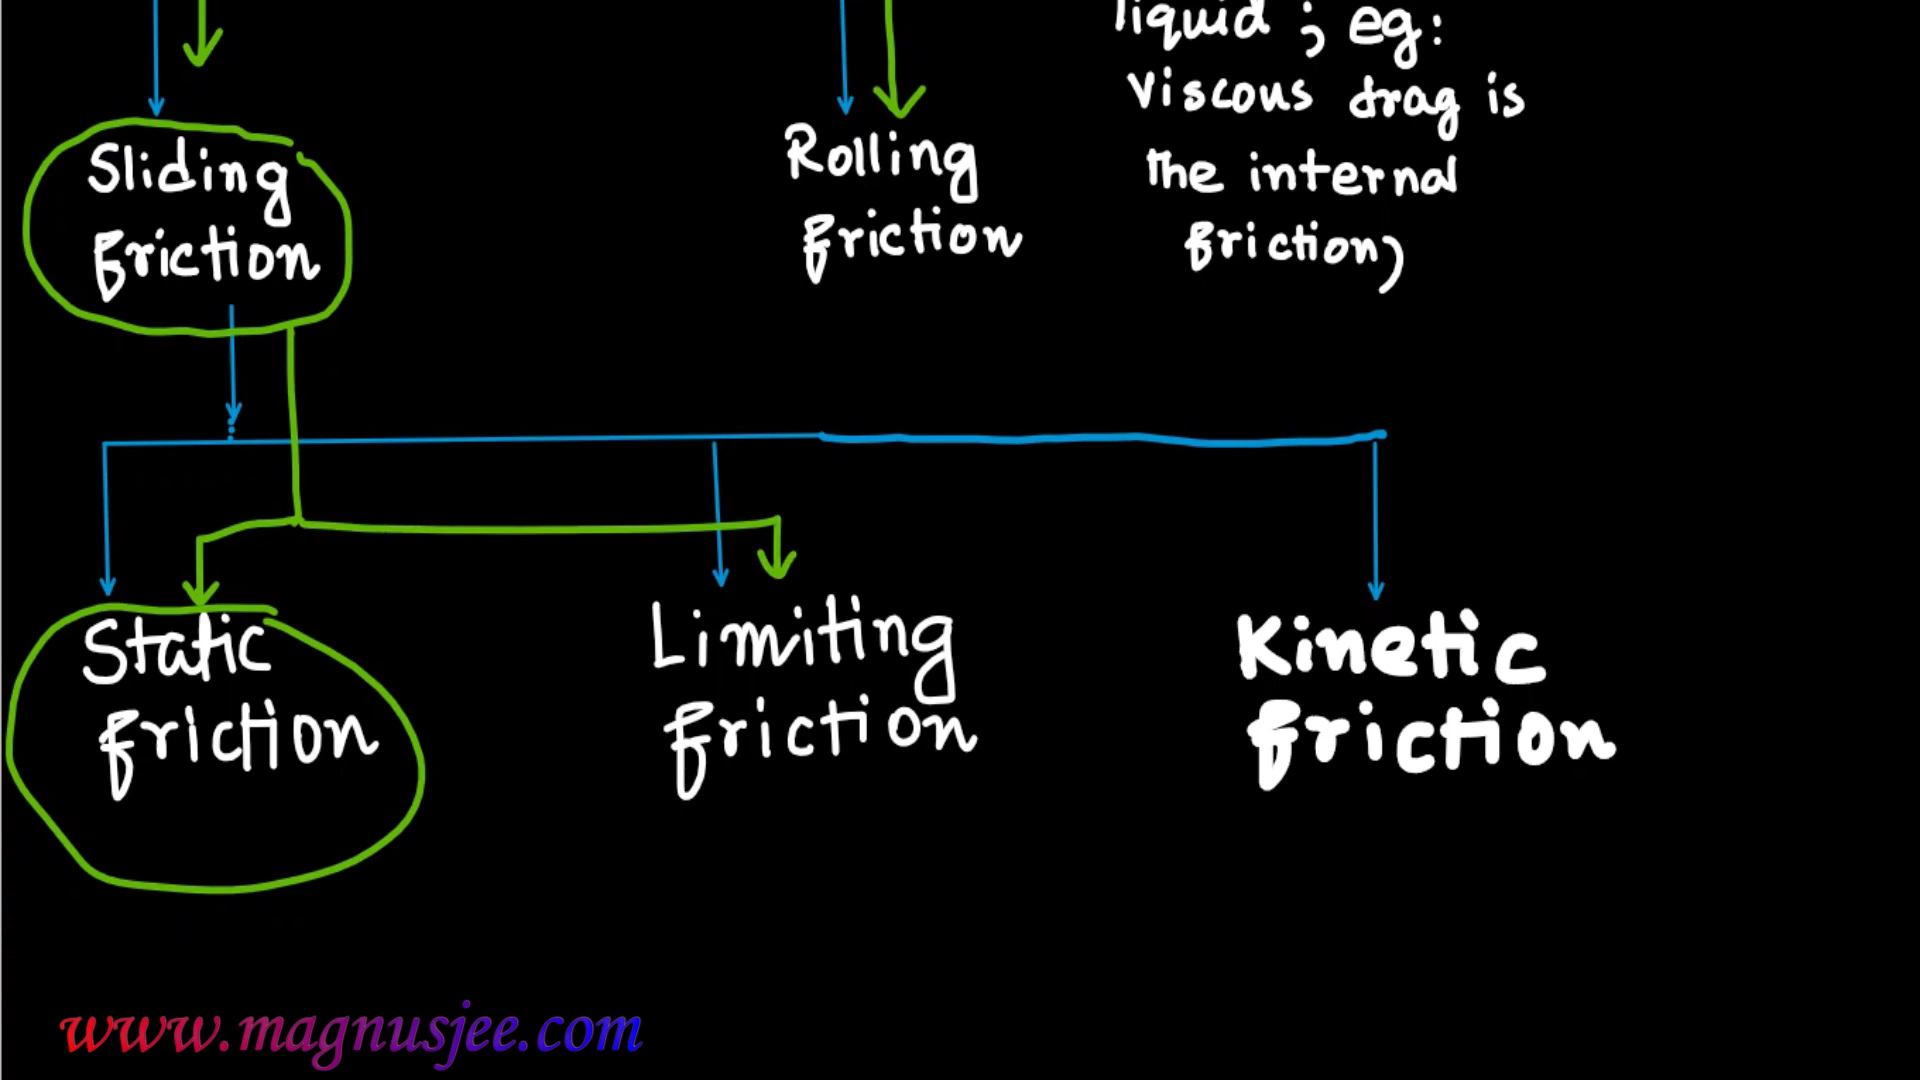 liquid ; eg:
viscous drag is
the internal
friction)
Sliding
friction
Rolling
friction
Static
friction
Limiting
friction
Kinetic
friction
www.magnusjee.com